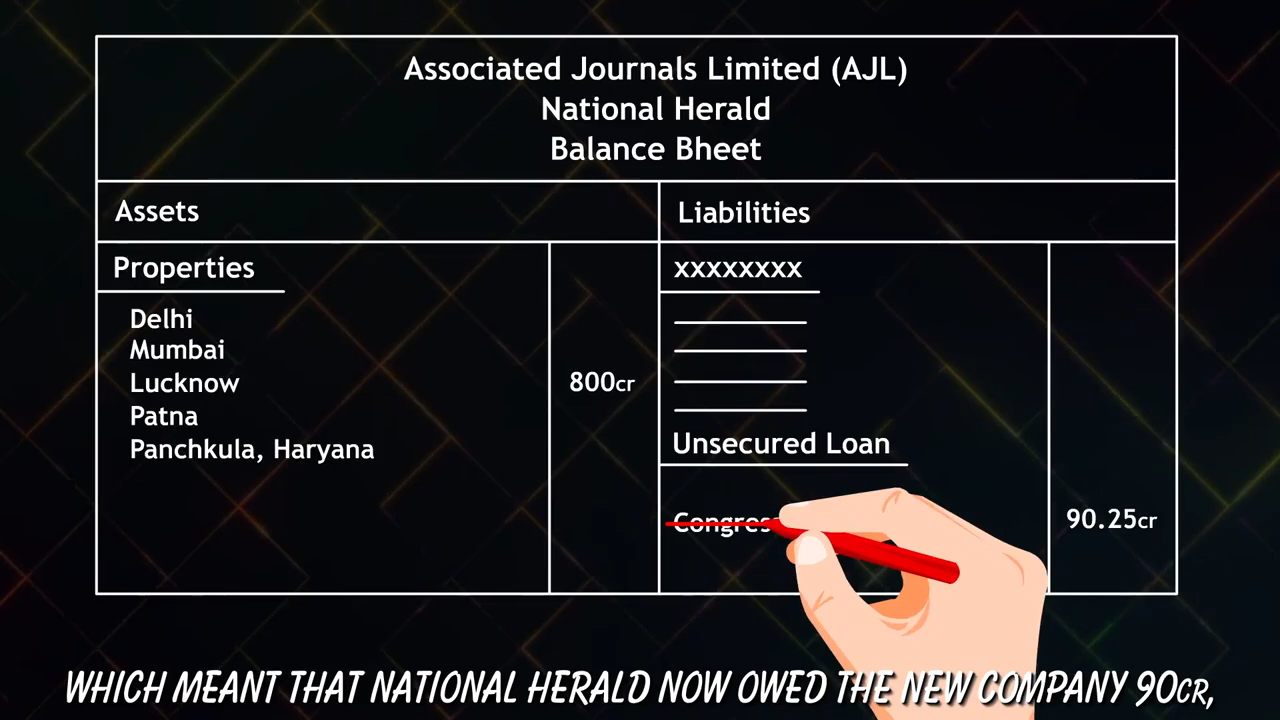 Associated Journals Limited (AJL)
National Herald
Balance Bheet
Assets
Liabilities
Properties
xxxxxxxx
Delhi
Mumbai
Lucknow
Patna
Panchkula, Haryana
800cr
Unsecured Loan
90.25cr
WHICH MEANT THAT NATIONAL HERALD NOW OWED THE NEW COMPANY 90CR,